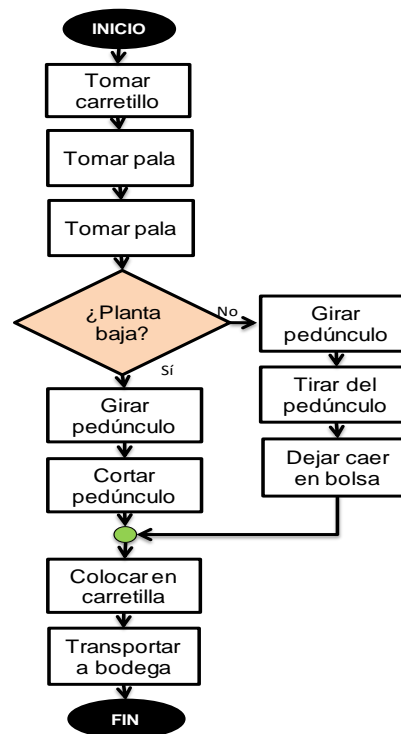 INICIO
Tomar
carretillo
Tomar pala
Tomar pala
¿Planta
baja?
No
Sí
Girar
pedúnculo
Cortar
pedúnculo
Girar
pedúnculo
Tirar del
pedúnculo
Dejar caer
en bolsa
Colocar en
carretilla
Transportar
a bodega
FIN